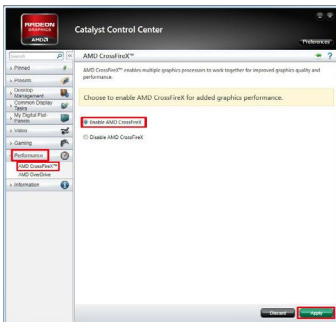 RADEON
GRAPHICS
AMD
Catalyst Control Center
Preferences
Search
AMD CrossFireX™
Pinned
Presets
Desktop
Management
Common Display
Tasks
My Digital Flat-
Panels
Video
Gaming
Performance
AMD CrossFireX™
AMD OverDrive
Information
AMD CrossFireX™ enables multiple graphics processors to work together for improved graphics quality and
performance.
Choose to enable AMD CrossFireX for added graphics performance.
Enable AMD CrossFireX
Disable AMD CrossFireX
Discard
Apply